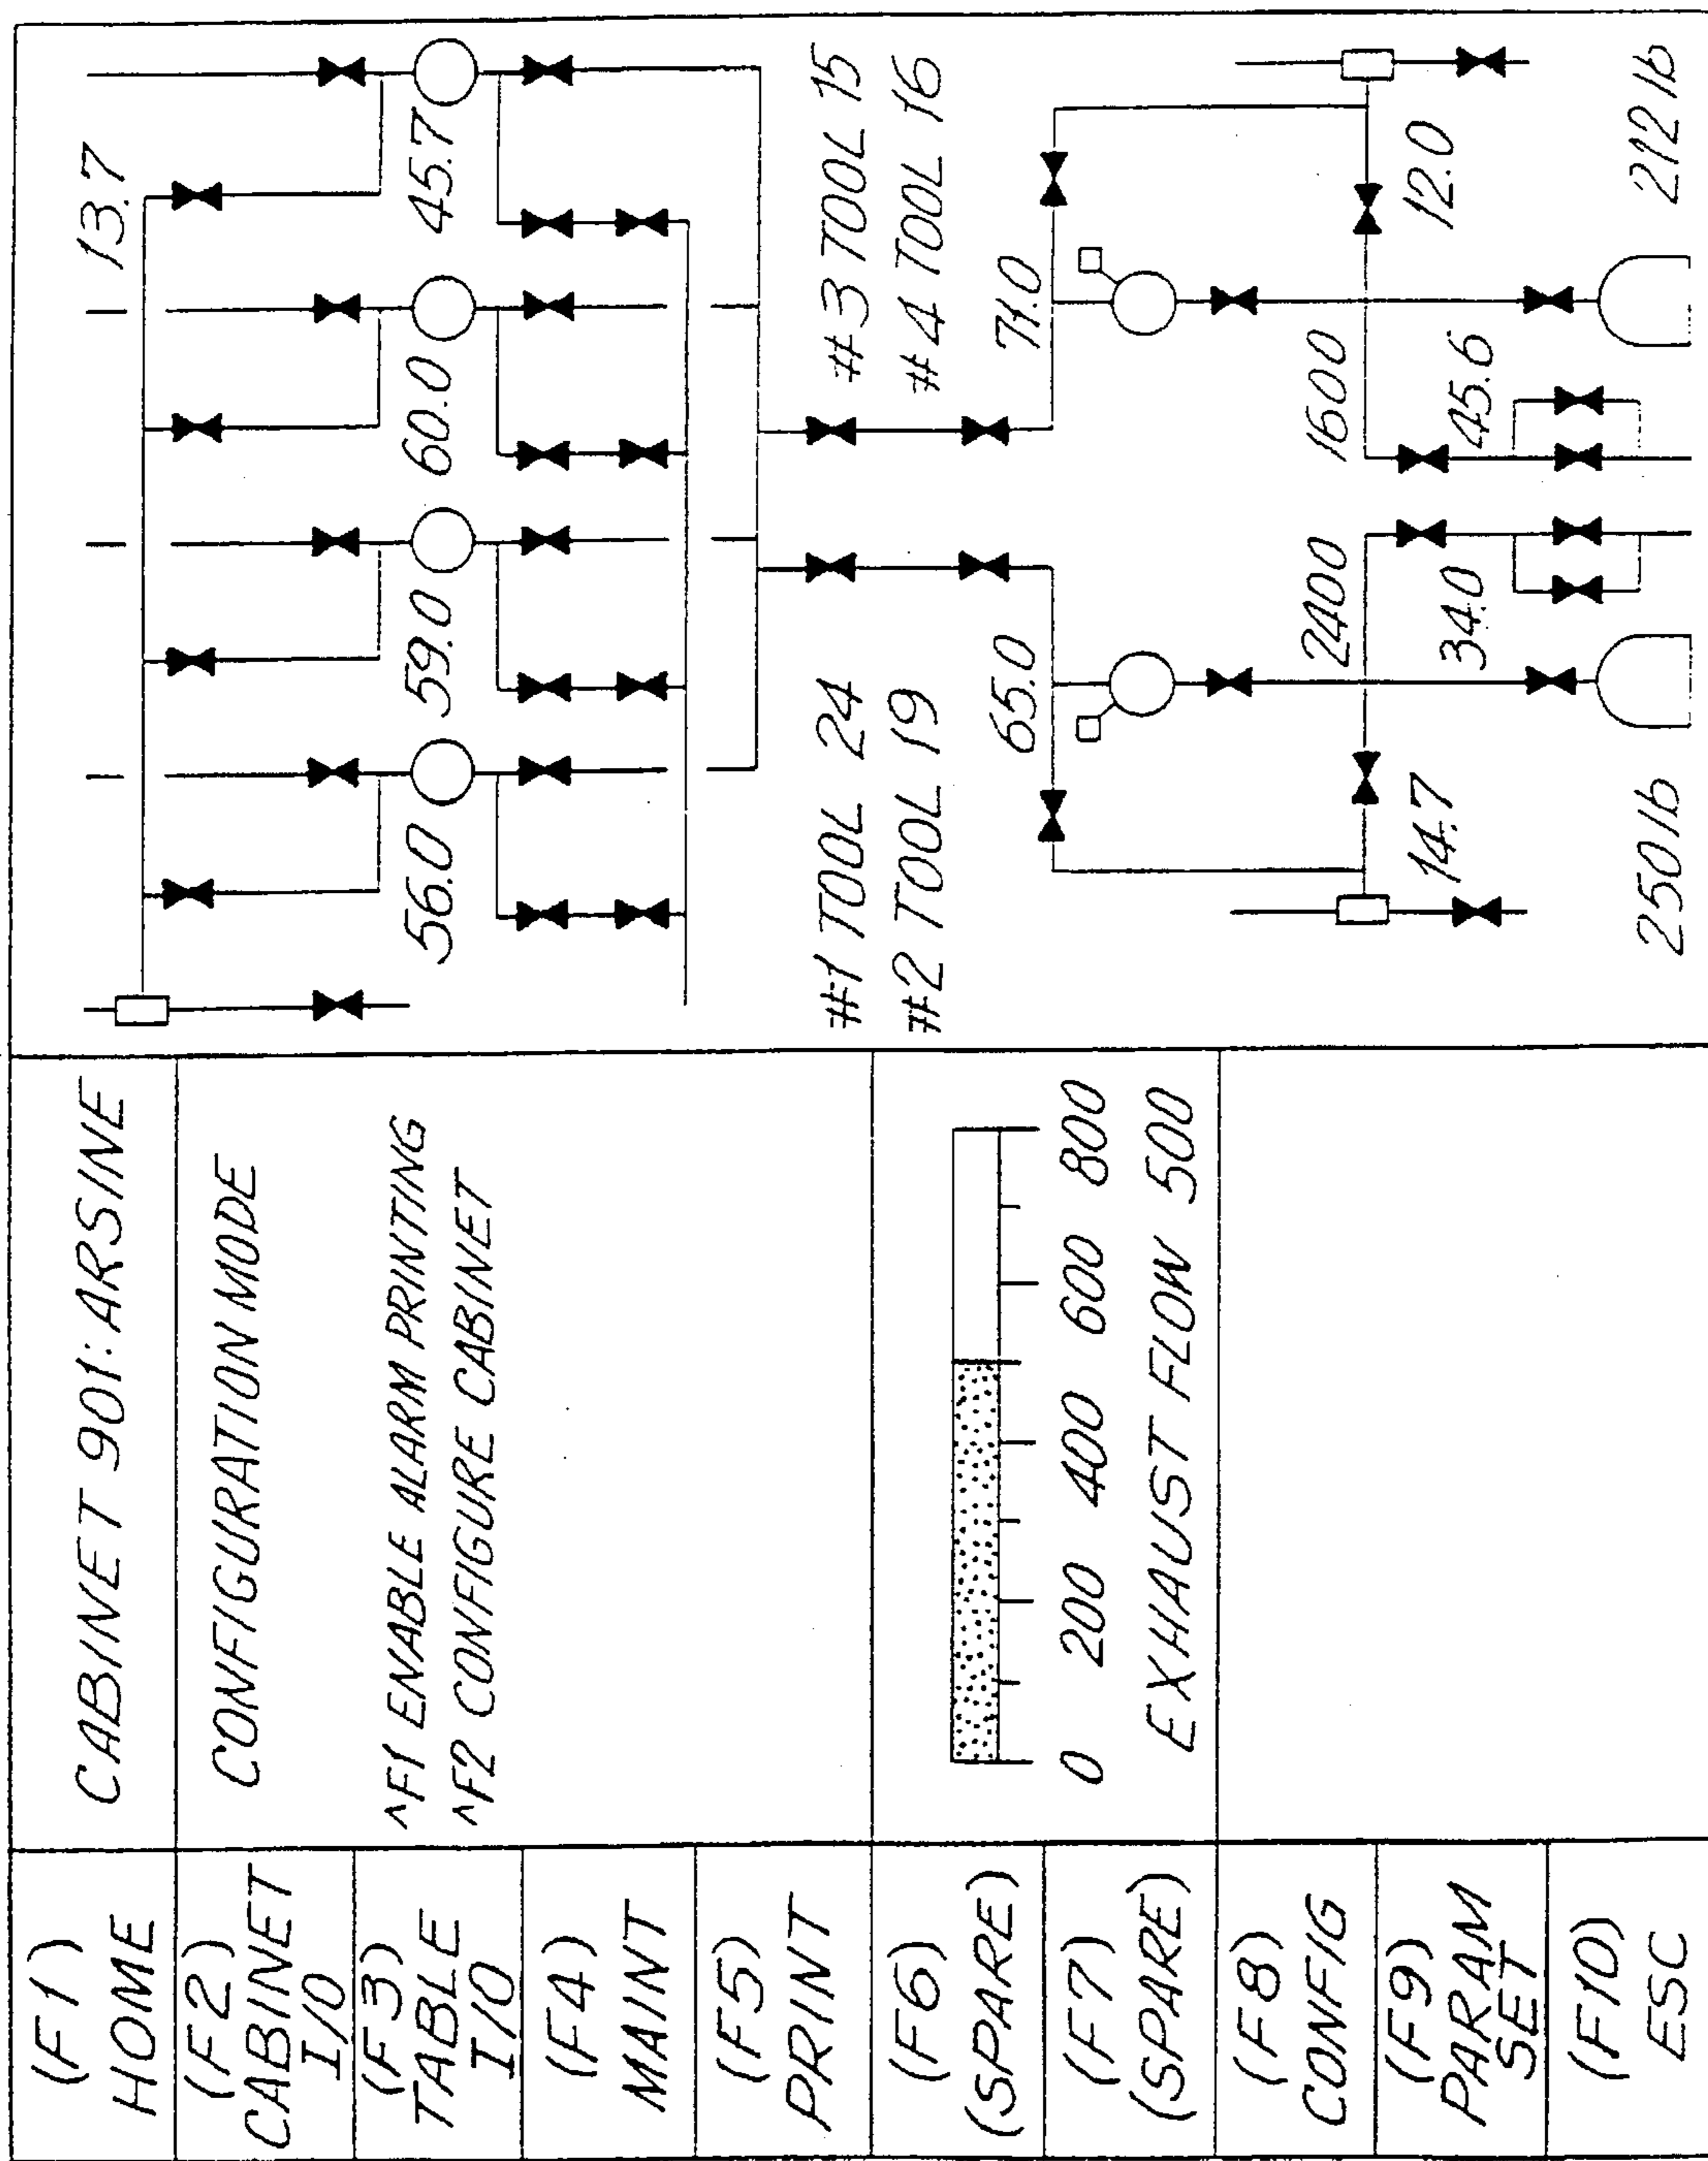 (F1)
HOME
(F2)
CABINET
I/O
(F3)
TABLE
I/O
(F4)
MAINT
(F5)
PRINT
(F6)
(SPARE)
(F7)
(SPARE)
(F8)
CONFIG
(F9)
PARAM
SET
(F10)
ESC
CABINET 901: ARSINE
CONFIGURATION MODE
^F1 ENABLE ALARM PRINTING
^F2 CONFIGURE CABINET
0 200 400 600 800
EXHAUST FLOW 500
13.7
56.0 59.0 60.0 45.7
#1 TOOL 24 #3 TOOL 15
#2 TOOL 19 #4 TOOL 16
65.0 71.0
2400 1600
14.7 34.0 45.6 12.0
250 lb 212 lb